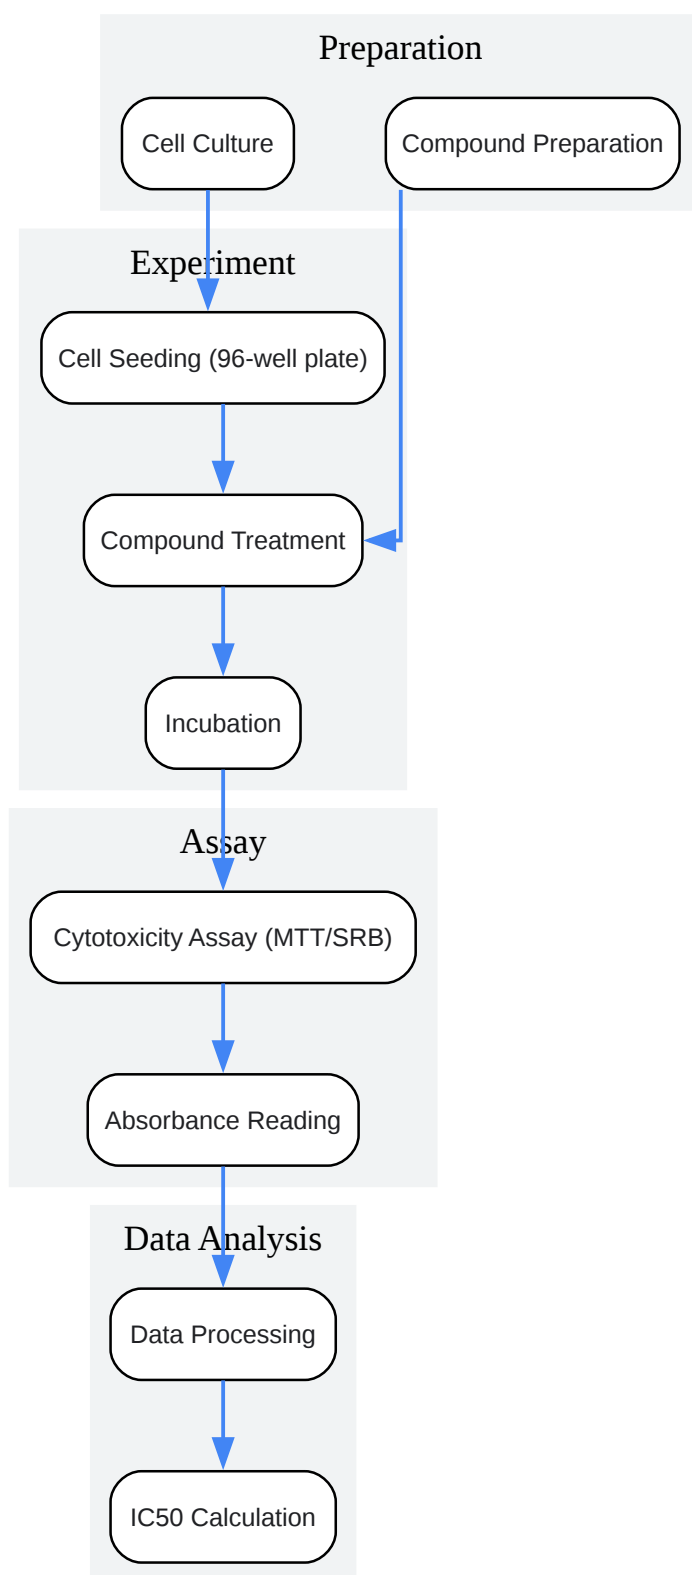 Preparation
Cell Culture
Compound Preparation
Experiment
Cell Seeding (96-well plate)
Compound Treatment
Incubation
Assay
Cytotoxicity Assay (MTT/SRB)
Absorbance Reading
Data Analysis
Data Processing
IC50 Calculation